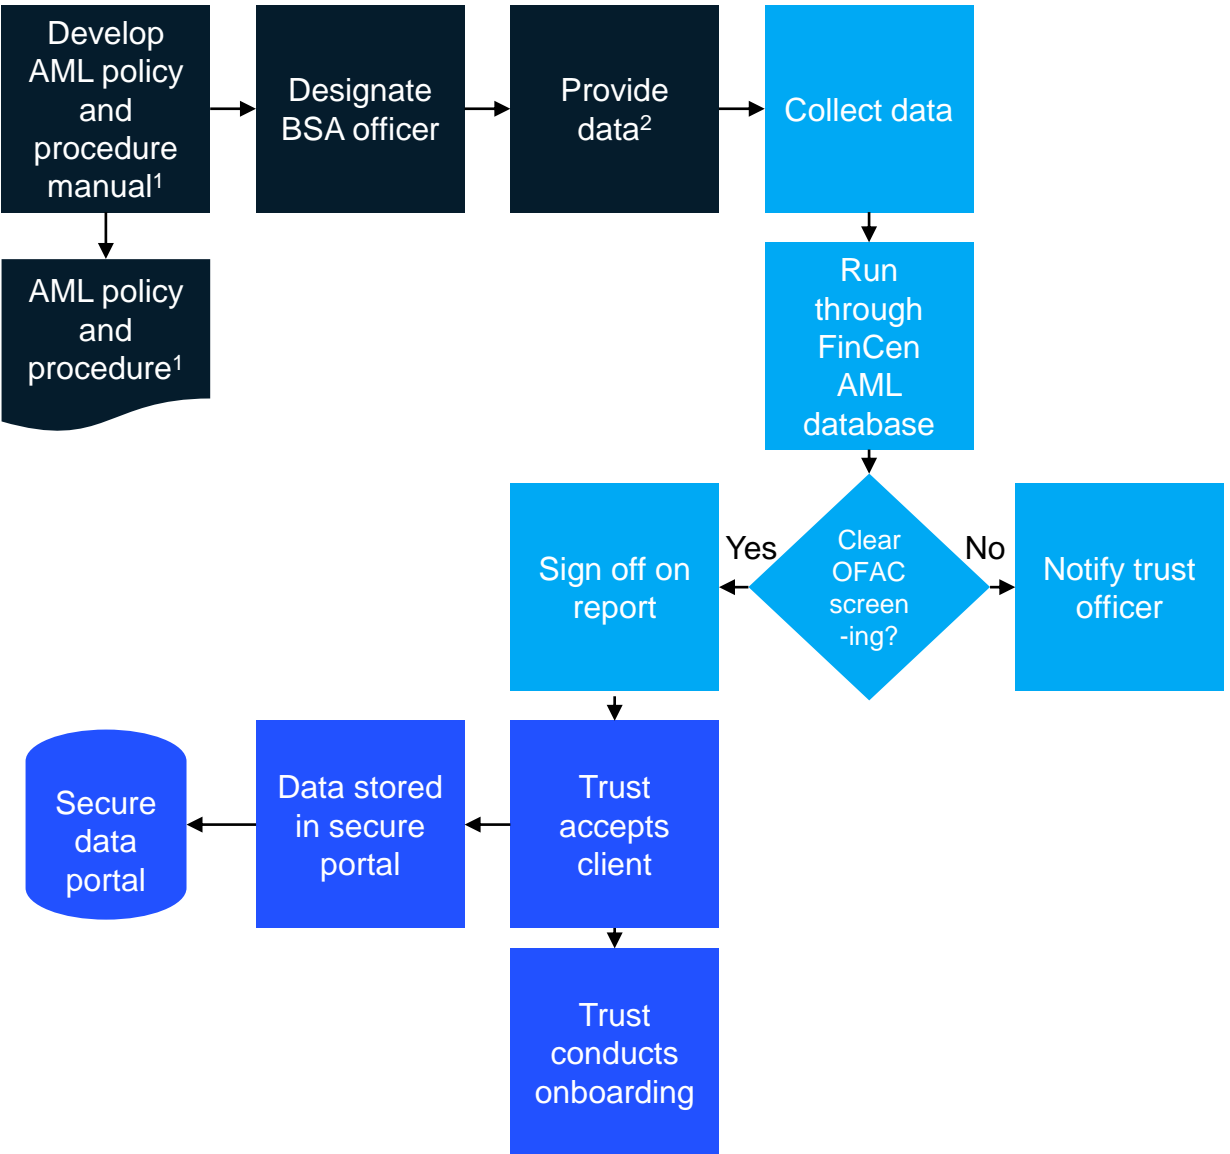 Develop
AML policy
and
procedure
manual¹
Designate
BSA officer
Provide
data²
Collect data
AML policy
and
procedure¹
Run
through
FinCen
AML
database
Sign off on
report
Yes
Clear
OFAC
screen
-ing?
No
Notify trust
officer
Secure
data
portal
Data stored
in secure
portal
Trust
accepts
client
Trust
conducts
onboarding